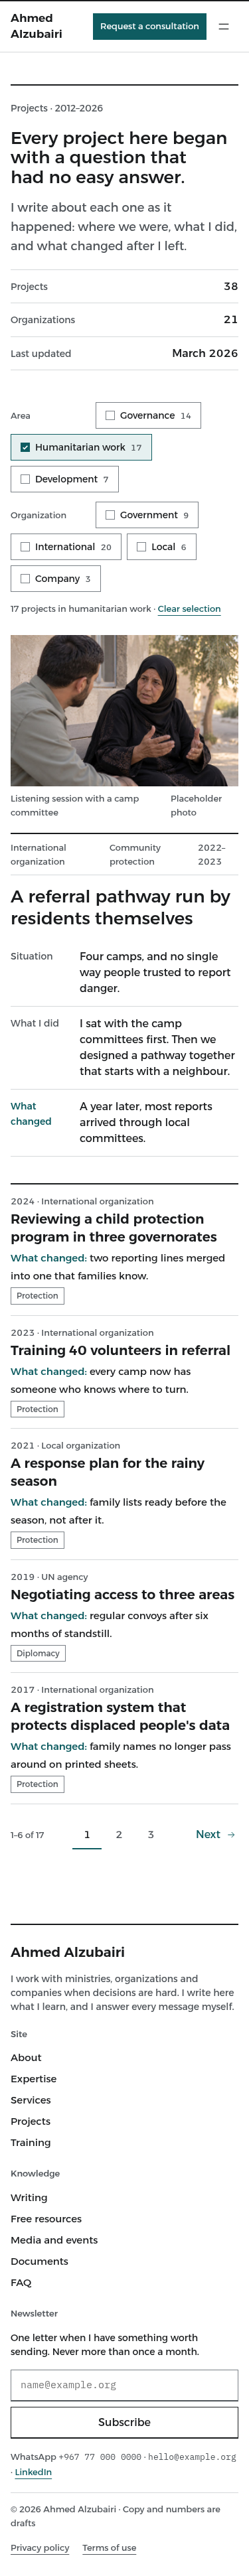 Ahmed
Alzubairi
Request a consultation
Projects · 2012–2026
Every project here began
with a question that
had no easy answer.
I write about each one as it
happened: where we were, what I did,
and what changed after I left.
Projects 38
Organizations 21
Last updated March 2026
Area Governance 14
Humanitarian work 17
Development 7
Organization Government 9
International 20 Local 6
Company 3
17 projects in humanitarian work · Clear selection
Listening session with a camp committee Placeholder photo
International organization Community protection 2022–2023
A referral pathway run by
residents themselves
Situation Four camps, and no single
way people trusted to report
danger.
What I did I sat with the camp
committees first. Then we
designed a pathway together
that starts with a neighbour.
What changed A year later, most reports
arrived through local
committees.
2024 · International organization
Reviewing a child protection
program in three governorates
What changed: two reporting lines merged
into one that families know.
Protection
2023 · International organization
Training 40 volunteers in referral
What changed: every camp now has
someone who knows where to turn.
Protection
2021 · Local organization
A response plan for the rainy
season
What changed: family lists ready before the
season, not after it.
Protection
2019 · UN agency
Negotiating access to three areas
What changed: regular convoys after six
months of standstill.
Diplomacy
2017 · International organization
A registration system that
protects displaced people's data
What changed: family names no longer pass
around on printed sheets.
Protection
1–6 of 17 1 2 3 Next →
Ahmed Alzubairi
I work with ministries, organizations and
companies when decisions are hard. I write here
what I learn, and I answer every message myself.
Site
About
Expertise
Services
Projects
Training
Knowledge
Writing
Free resources
Media and events
Documents
FAQ
Newsletter
One letter when I have something worth
sending. Never more than once a month.
name@example.org
Subscribe
WhatsApp +967 77 000 0000 · hello@example.org
· LinkedIn
© 2026 Ahmed Alzubairi · Copy and numbers are
drafts
Privacy policy Terms of use